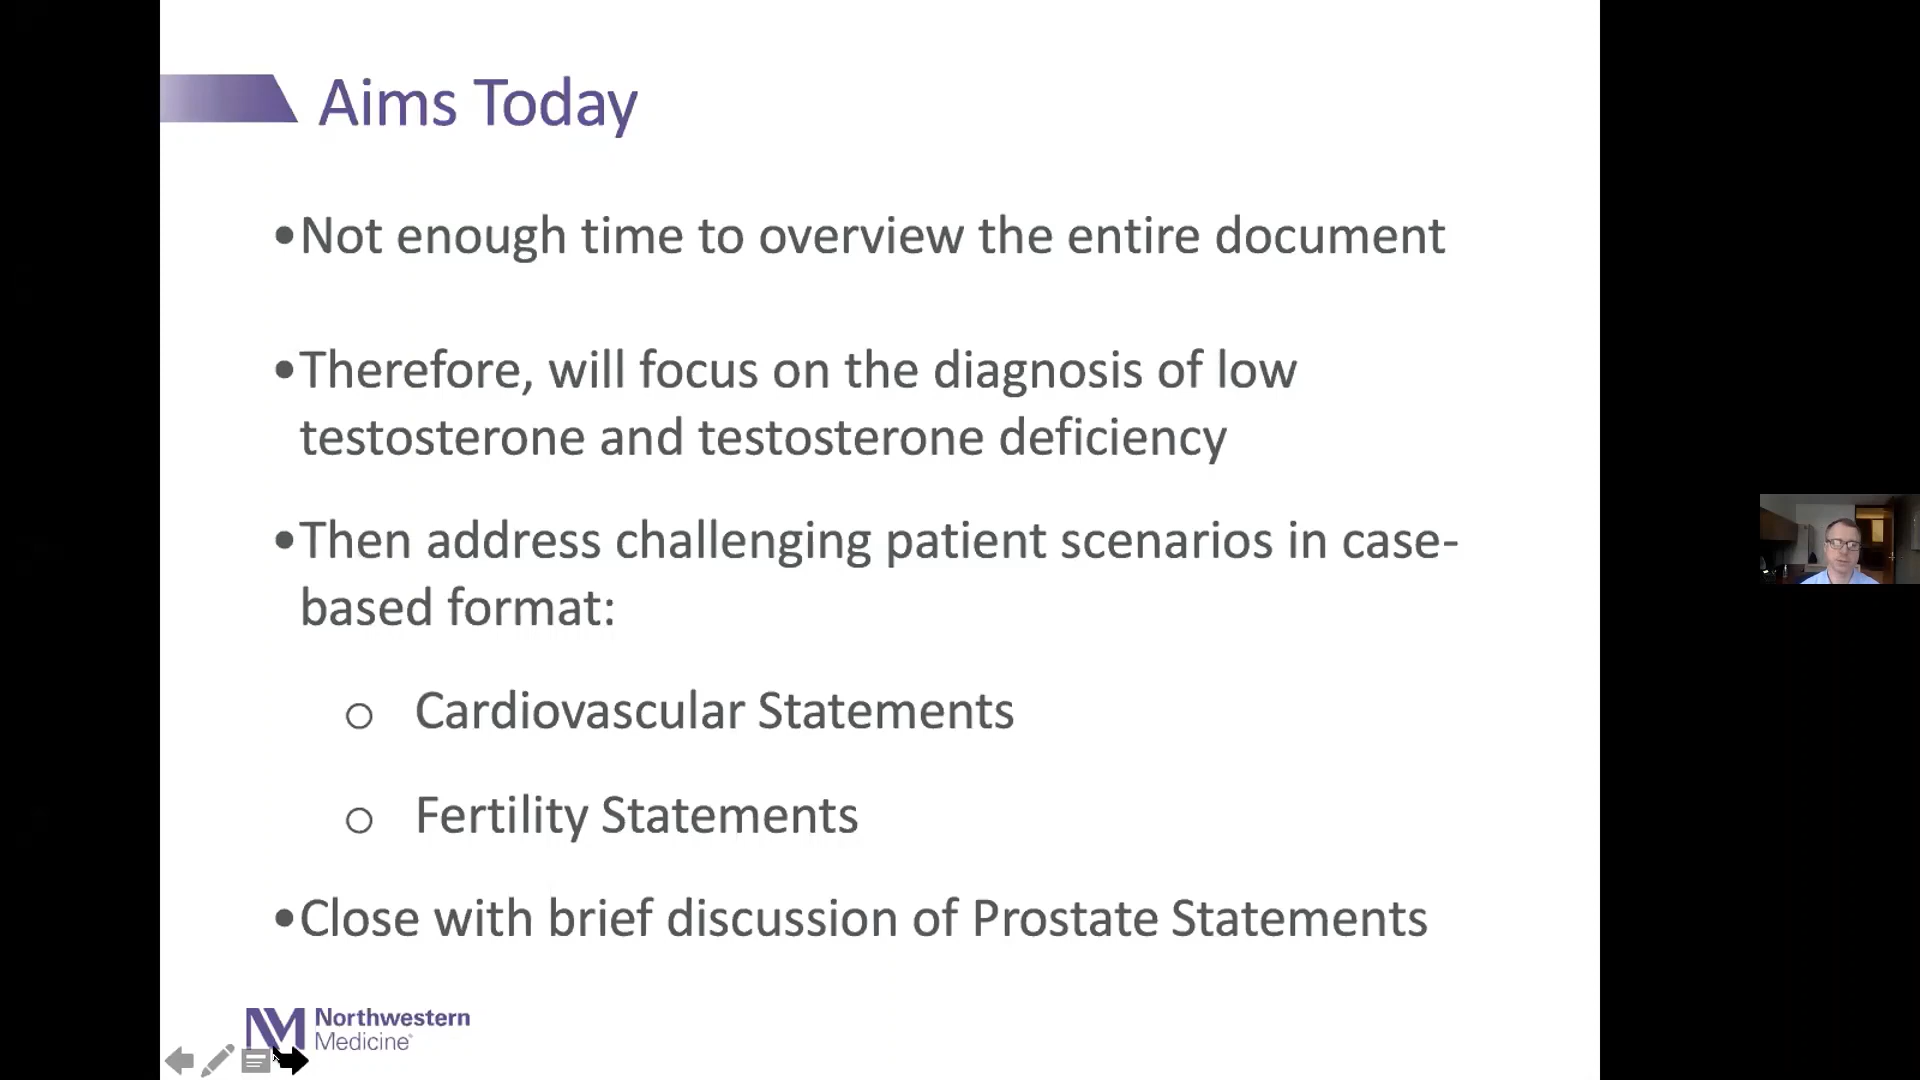 Aims Today
•Not enough time to overview the entire document
•Therefore, will focus on the diagnosis of low
testosterone and testosterone deficiency
•Then address challenging patient scenarios in case-
based format:
o Cardiovascular Statements
o Fertility Statements
•Close with brief discussion of Prostate Statements
NM Northwestern
Medicine®